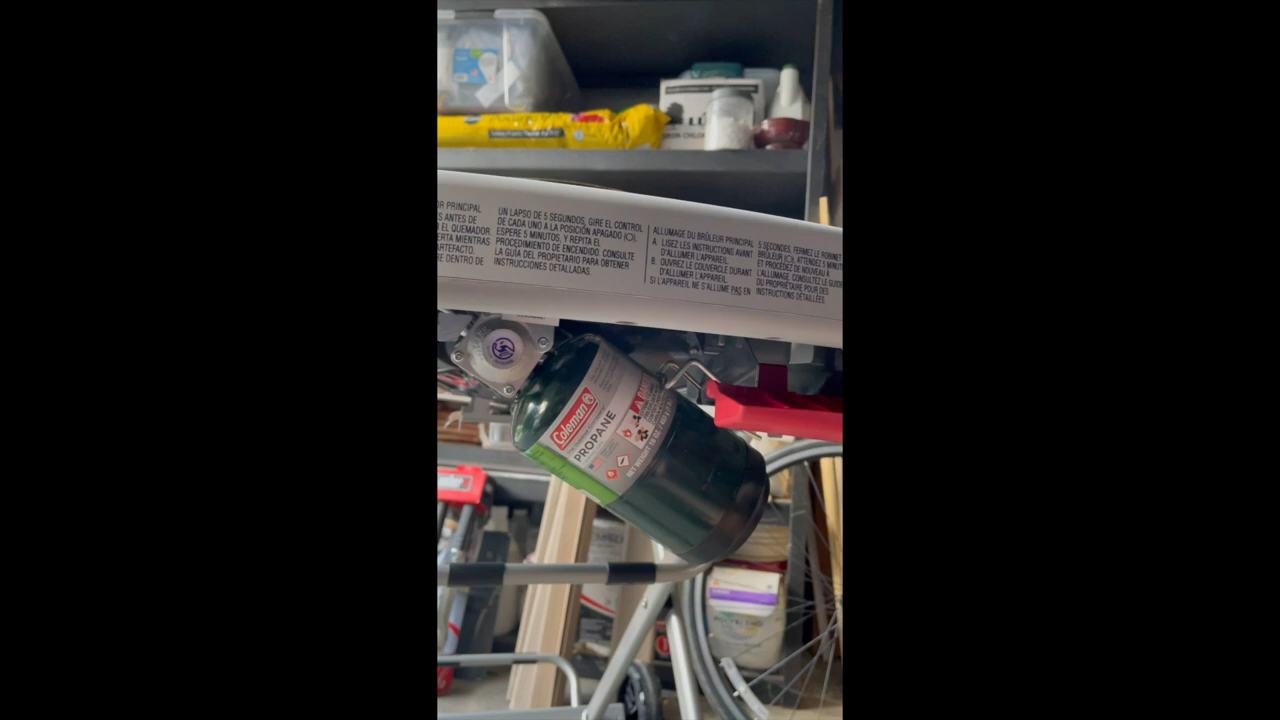 OR PRINCIPAL
S ANTES DE
R EL QUEMADOR.
ERTA MIENTRAS
ARTEFACTO.
RE DENTRO DE
UN LAPSO DE 5 SEGUNDOS, GIRE EL CONTROL
DE CADA UNO A LA POSICIÓN APAGADO (O),
ESPERE 5 MINUTOS, Y REPITA EL
PROCEDIMIENTO DE ENCENDIDO. CONSULTE
LA GUÍA DEL PROPIETARIO PARA OBTENER
INSTRUCCIONES DETALLADAS.
ALLUMAGE DU BRÛLEUR PRINCIPAL
A. LISEZ LES INSTRUCTIONS AVANT
D'ALLUMER L'APPAREIL.
B. OUVREZ LE COUVERCLE DURANT
D'ALLUMER L'APPAREIL.
SI L'APPAREIL NE S'ALLUME PAS EN
5 SECONDES, FERMEZ LE ROBINET
BRÛLEUR (O), ATTENDEZ 5 MINUT
ET PROCÉDEZ DE NOUVEAU À
L'ALLUMAGE. CONSULTEZ LE GUIDE
DU PROPRIÉTAIRE POUR DES
INSTRUCTIONS DÉTAILLÉES.
Coleman
PROPANE